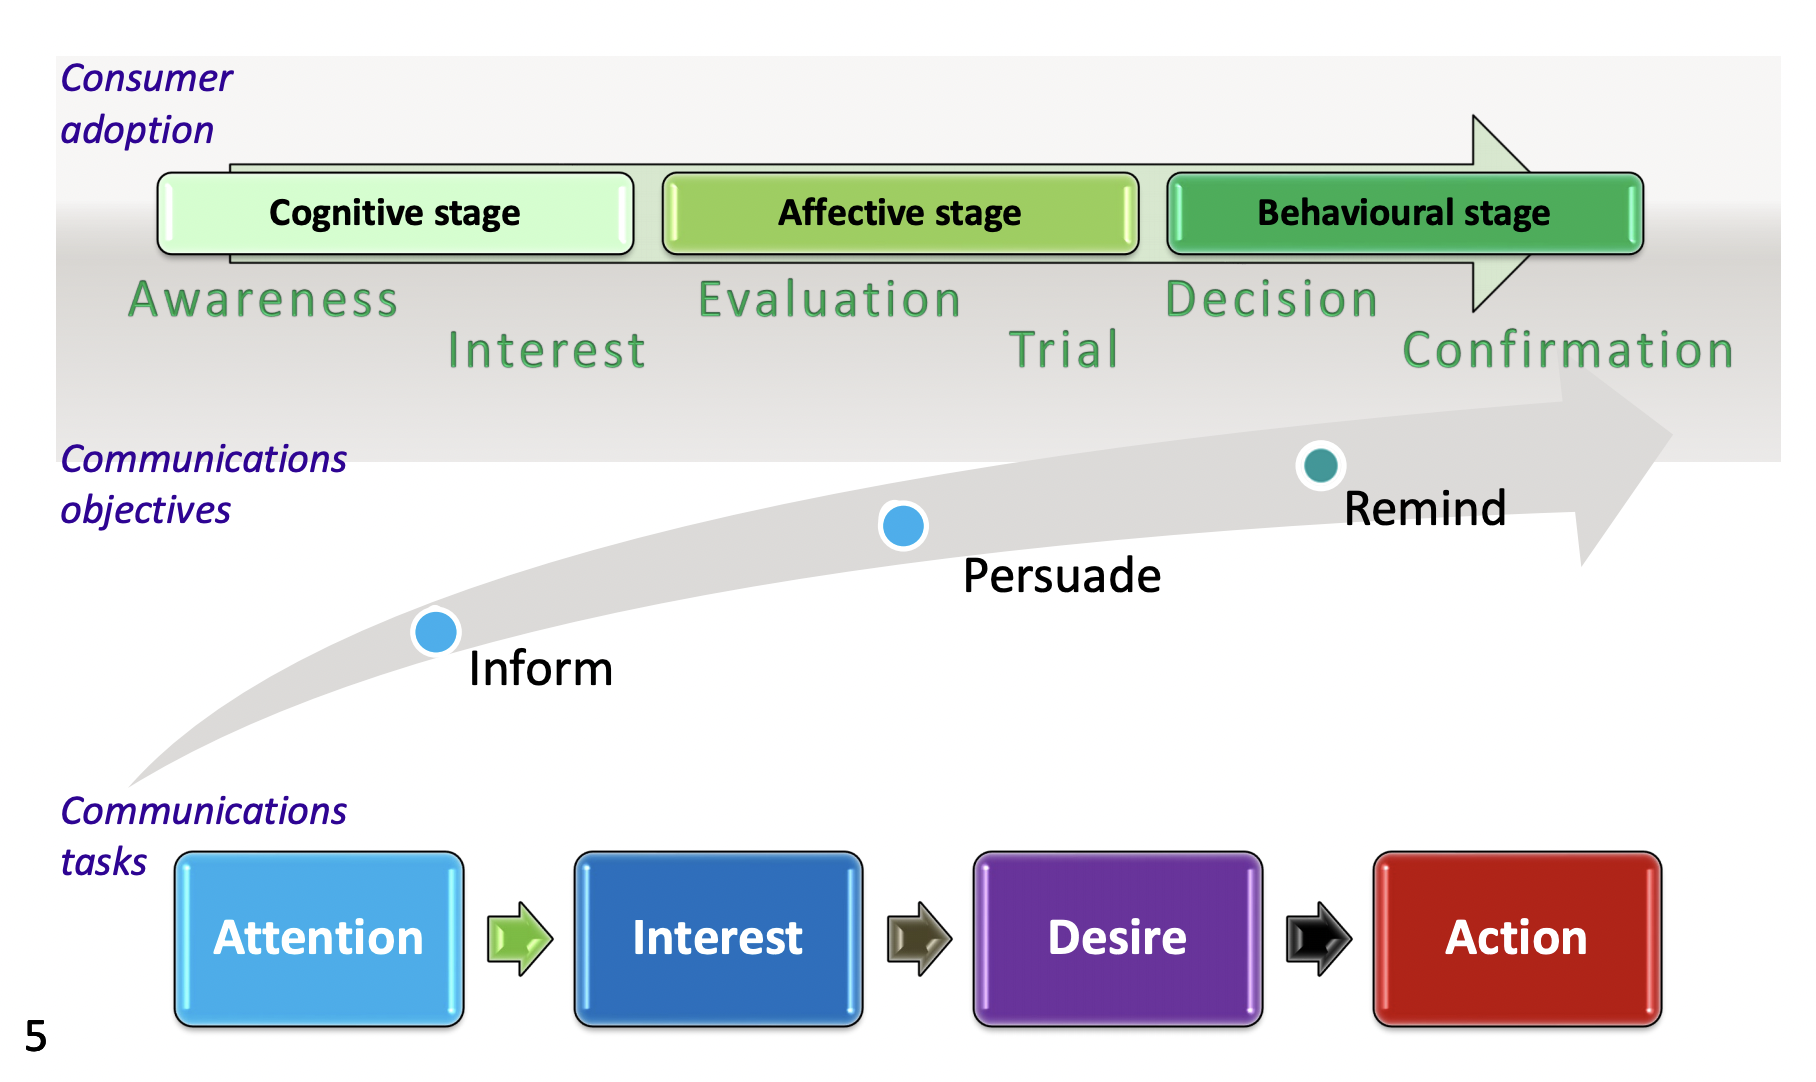 Consumer
adoption
Cognitive stage
Affective stage
Behavioural stage
Awareness
Interest
Evaluation
Trial
Decision
Confirmation
Communications
objectives
Inform
Persuade
Remind
Communications
tasks
Attention
Interest
Desire
Action
5